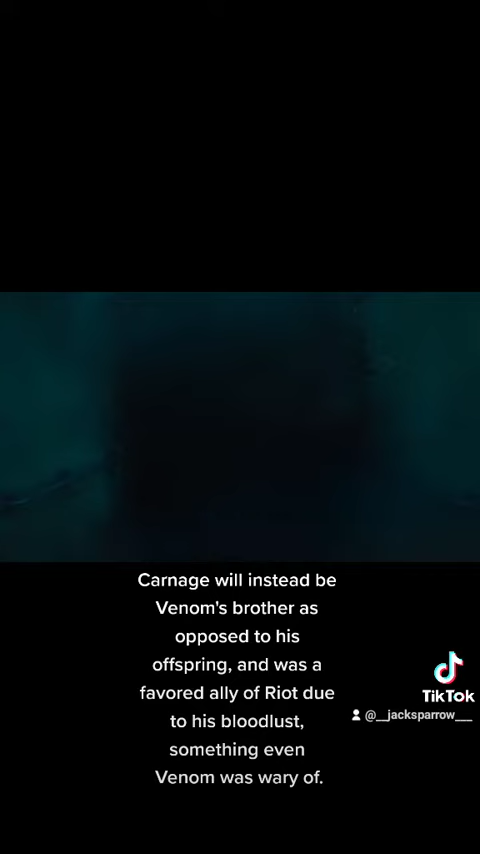 Carnage will instead be
Venom's brother as
opposed to his
offspring, and was a
favored ally of Riot due
to his bloodlust,
something even
Venom was wary of.
TikTok
@__jacksparrow___